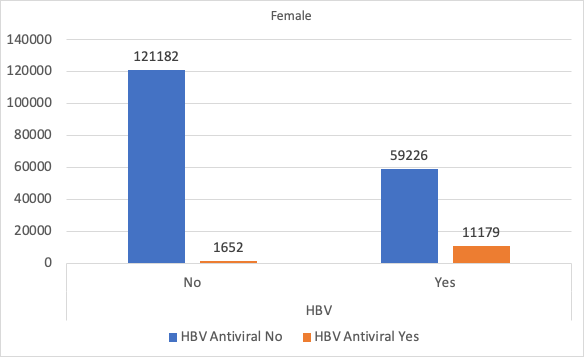 Female
140000
120000
100000
80000
60000
40000
20000
0
121182
1652
59226
11179
No
Yes
HBV
HBV Antiviral No
HBV Antiviral Yes